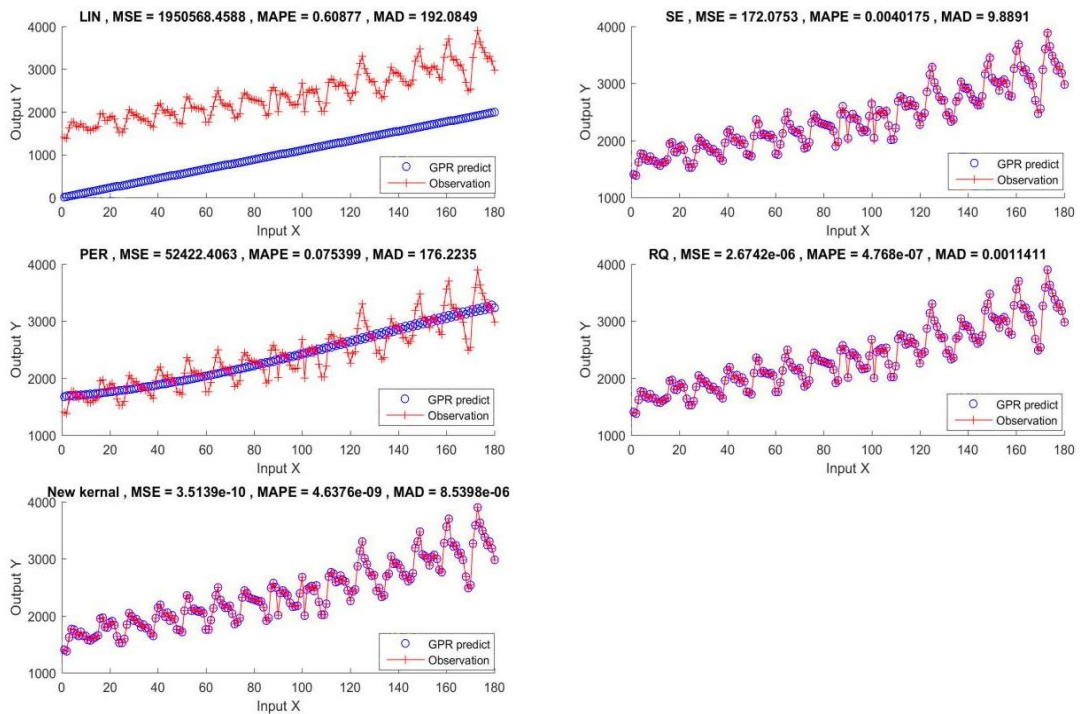 LIN , MSE = 1950568.4588 , MAPE = 0.60877 , MAD = 192.0849
4000
3000
2000
1000
0
Output Y
GPR predict
Observation
0 20 40 60 80 100 120 140 160 180
Input X
SE , MSE = 172.0753 , MAPE = 0.0040175 , MAD = 9.8891
4000
3000
2000
1000
Output Y
GPR predict
Observation
0 20 40 60 80 100 120 140 160 180
Input X
PER , MSE = 52422.4063 , MAPE = 0.075399 , MAD = 176.2235
4000
3000
2000
1000
Output Y
GPR predict
Observation
0 20 40 60 80 100 120 140 160 180
Input X
RQ , MSE = 2.6742e-06 , MAPE = 4.768e-07 , MAD = 0.0011411
4000
3000
2000
1000
Output Y
GPR predict
Observation
0 20 40 60 80 100 120 140 160 180
Input X
New kernal , MSE = 3.5139e-10 , MAPE = 4.6376e-09 , MAD = 8.5398e-06
4000
3000
2000
1000
Output Y
GPR predict
Observation
0 20 40 60 80 100 120 140 160 180
Input X